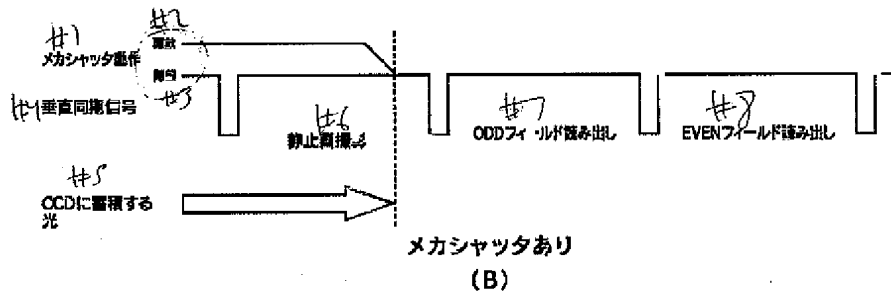 #1
メカシャッタ動作
#2
開放
#3
#4 垂直同期信号
#6
静止画撮影
#7
ODDフィールド読み出し
#8
EVENフィールド読み出し
#5
CCDに蓄積する
光
メカシャッタあり
(B)